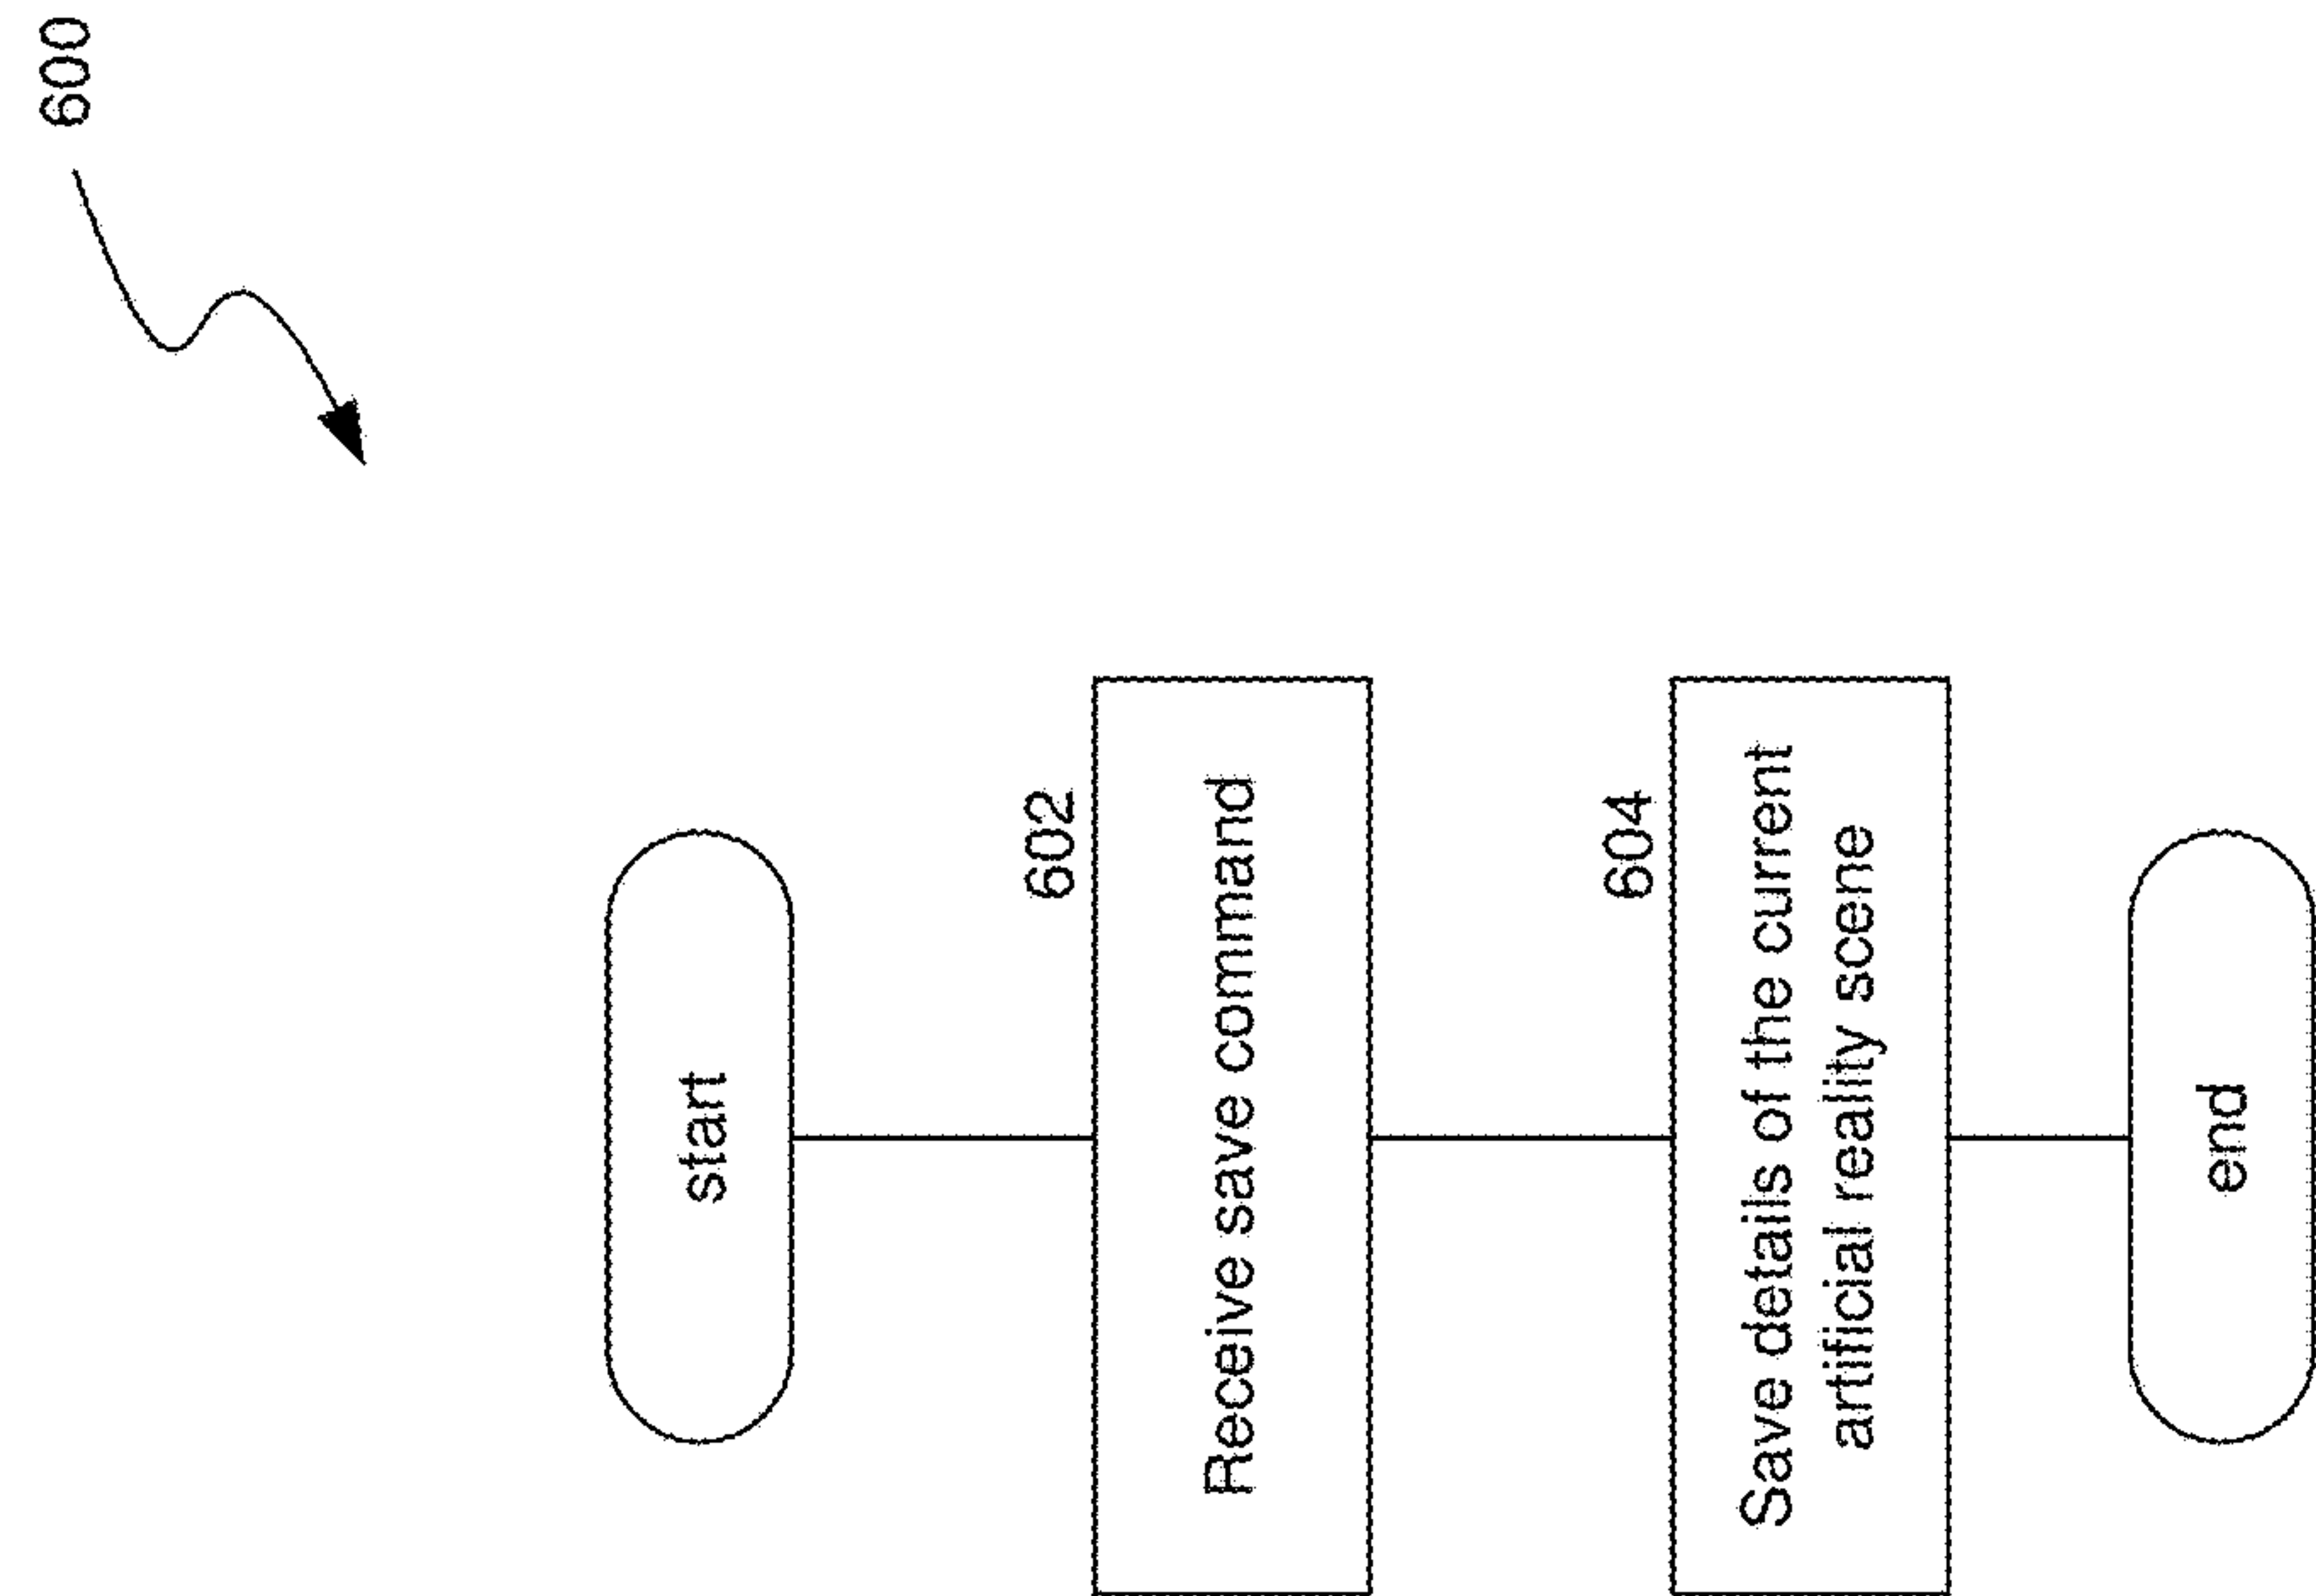 600
start
602
Receive save command
604
Save details of the current
artificial reality scene
end